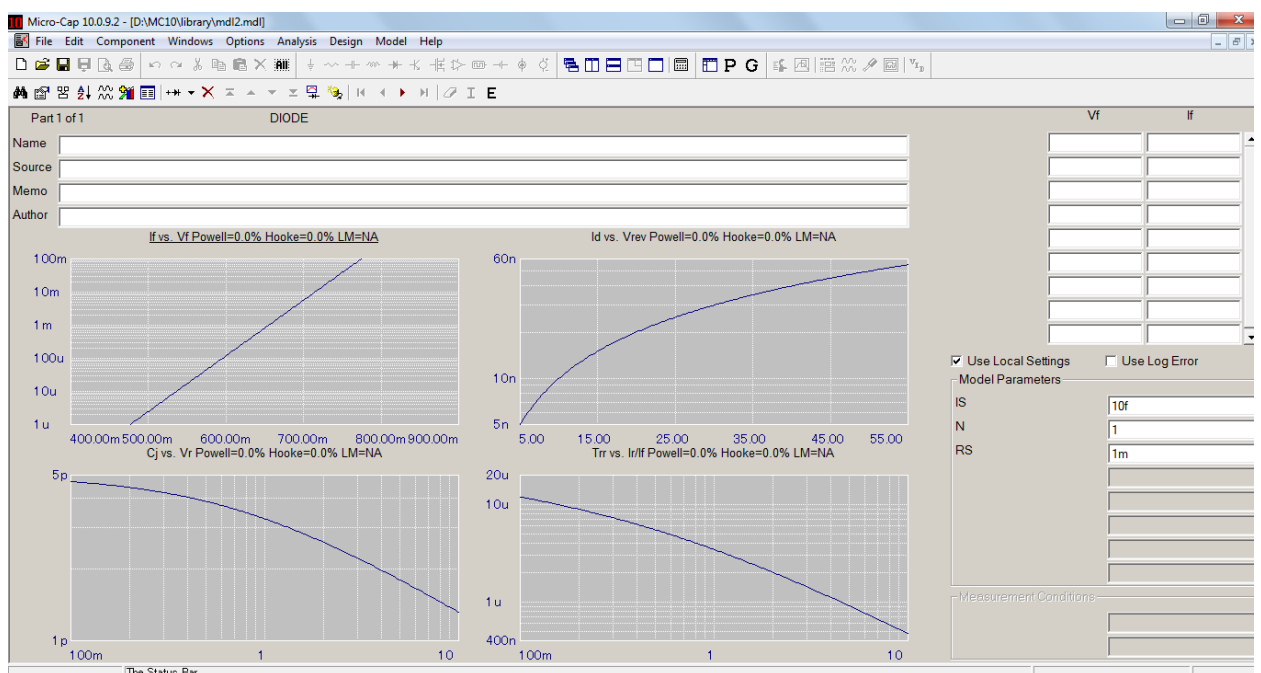 Micro-Cap 10.0.9.2 - [D:\MC10\library\mdl2.mdl]
File Edit Component Windows Options Analysis Design Model Help
P G
I E
Part 1 of 1 DIODE Vf If
Name
Source
Memo
Author
If vs. Vf Powell=0.0% Hooke=0.0% LM=NA
100m
10m
1m
100u
10u
1u
400.00m 500.00m 600.00m 700.00m 800.00m 900.00m
Id vs. Vrev Powell=0.0% Hooke=0.0% LM=NA
60n
10n
5n
5.00 15.00 25.00 35.00 45.00 55.00
Cj vs. Vr Powell=0.0% Hooke=0.0% LM=NA
5p
1p
100m 1 10
Trr vs. Ir/If Powell=0.0% Hooke=0.0% LM=NA
20u
10u
1u
400n
100m 1 10
Use Local Settings Use Log Error
Model Parameters
IS 10f
N 1
RS 1m
Measurement Conditions
The Status Bar